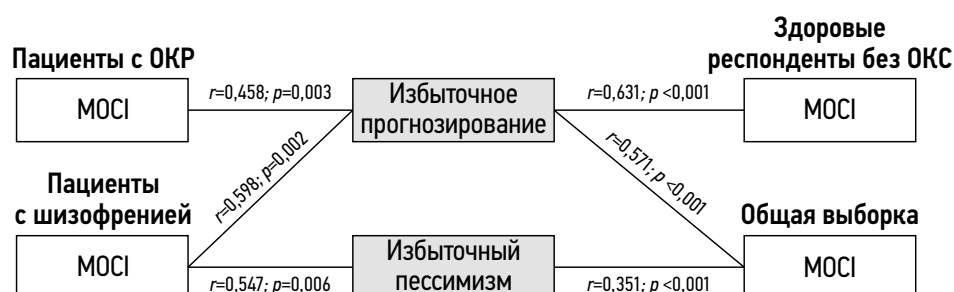 Здоровые
респонденты без ОКС
Пациенты с ОКР
MOCI
r=0,458; p=0,003
Избыточное
прогнозирование
r=0,631; p <0,001
MOCI
r=0,598; p=0,002
r=0,571; p <0,001
Пациенты
с шизофренией
Общая выборка
MOCI
r=0,547; p=0,006
Избыточный
пессимизм
r=0,351; p <0,001
MOCI